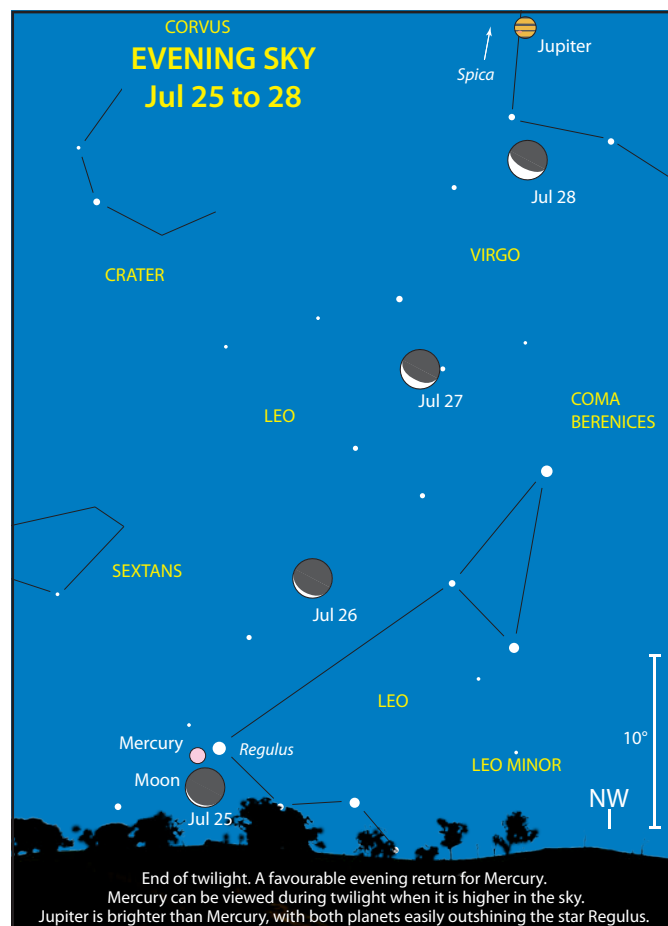 CORVUS
EVENING SKY
Jul 25 to 28
Jupiter
Spica
Jul 28
VIRGO
CRATER
Jul 27
LEO
COMA
BERENICES
SEXTANS
Jul 26
LEO
10°
Mercury
Regulus
LEO MINOR
Moon
NW
Jul 25
End of twilight. A favourable evening return for Mercury.
Mercury can be viewed during twilight when it is higher in the sky.
Jupiter is brighter than Mercury, with both planets easily outshining the star Regulus.